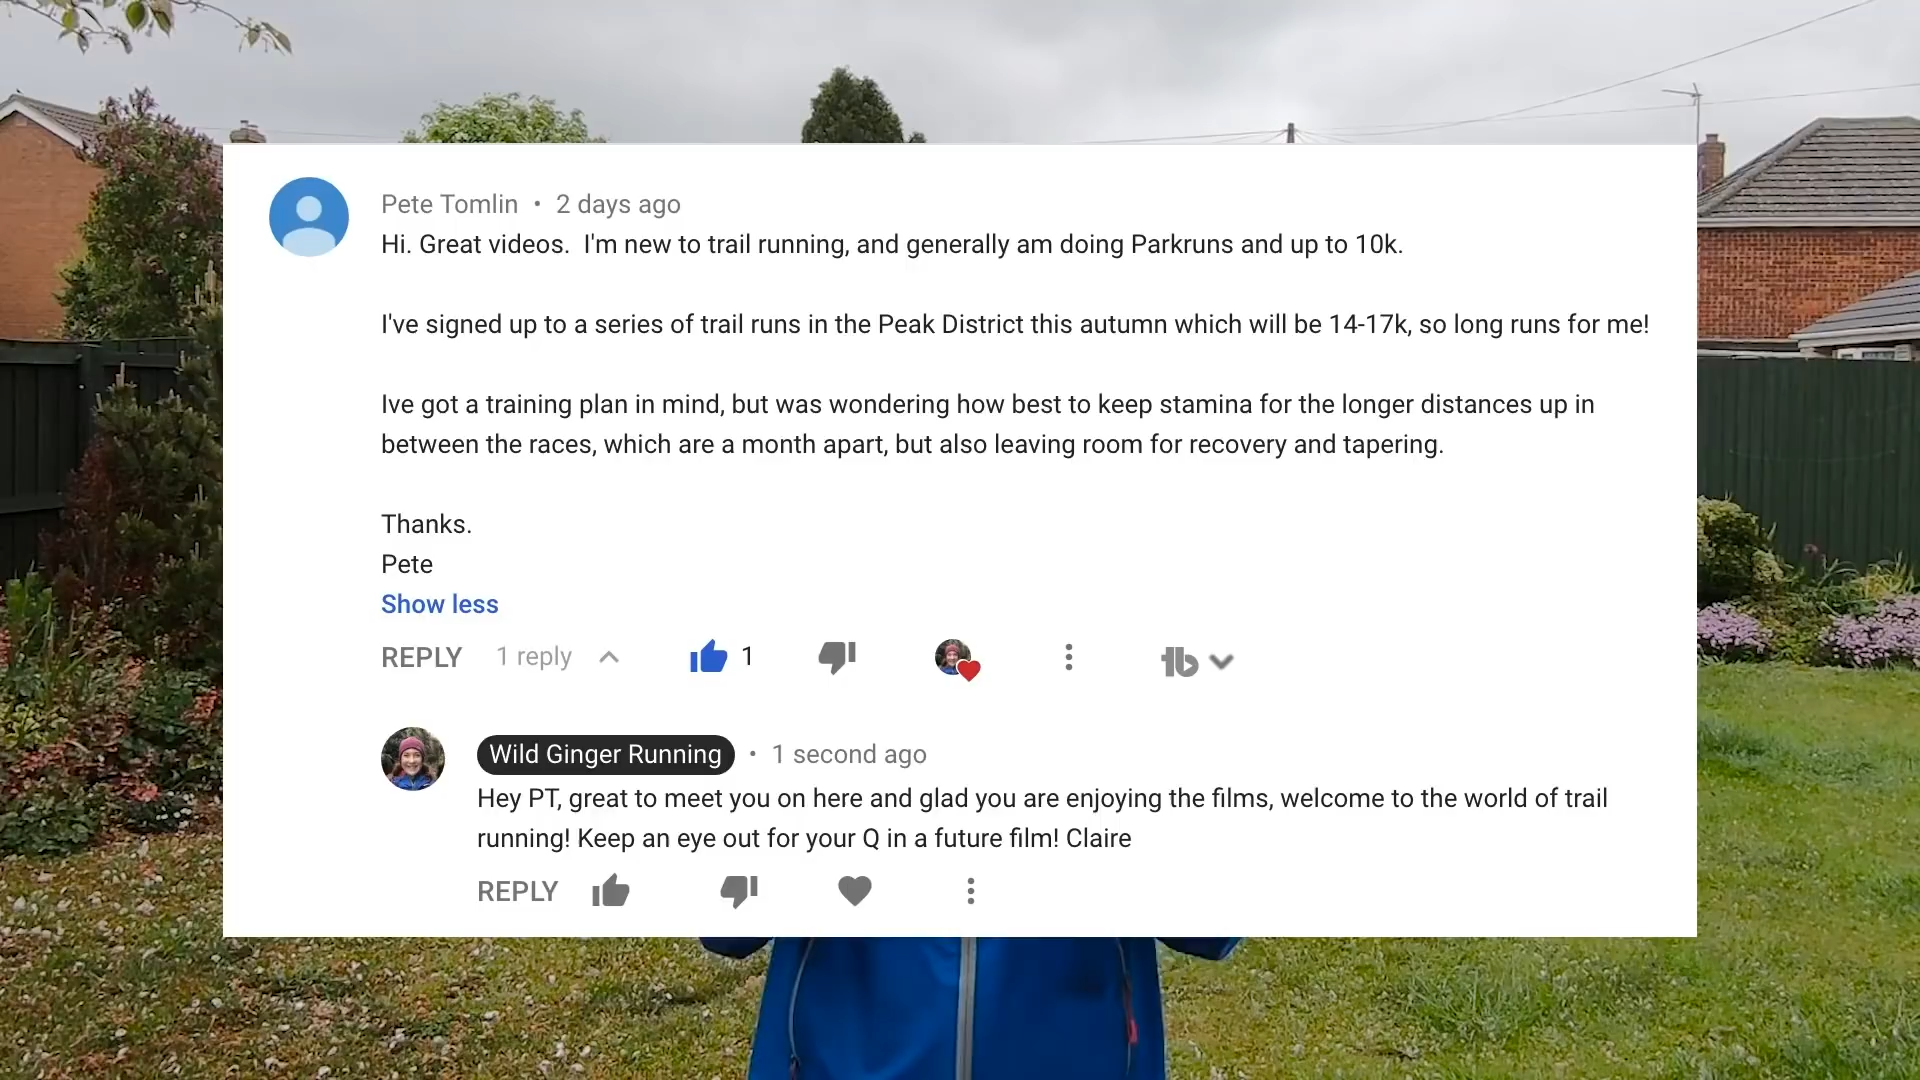 Pete Tomlin • 2 days ago
Hi. Great videos.  I'm new to trail running, and generally am doing Parkruns and up to 10k.
I've signed up to a series of trail runs in the Peak District this autumn which will be 14-17k, so long runs for me!
Ive got a training plan in mind, but was wondering how best to keep stamina for the longer distances up in
between the races, which are a month apart, but also leaving room for recovery and tapering.
Thanks.
Pete
Show less
REPLY 1 reply 1 tb
Wild Ginger Running • 1 second ago
Hey PT, great to meet you on here and glad you are enjoying the films, welcome to the world of trail
running! Keep an eye out for your Q in a future film! Claire
REPLY